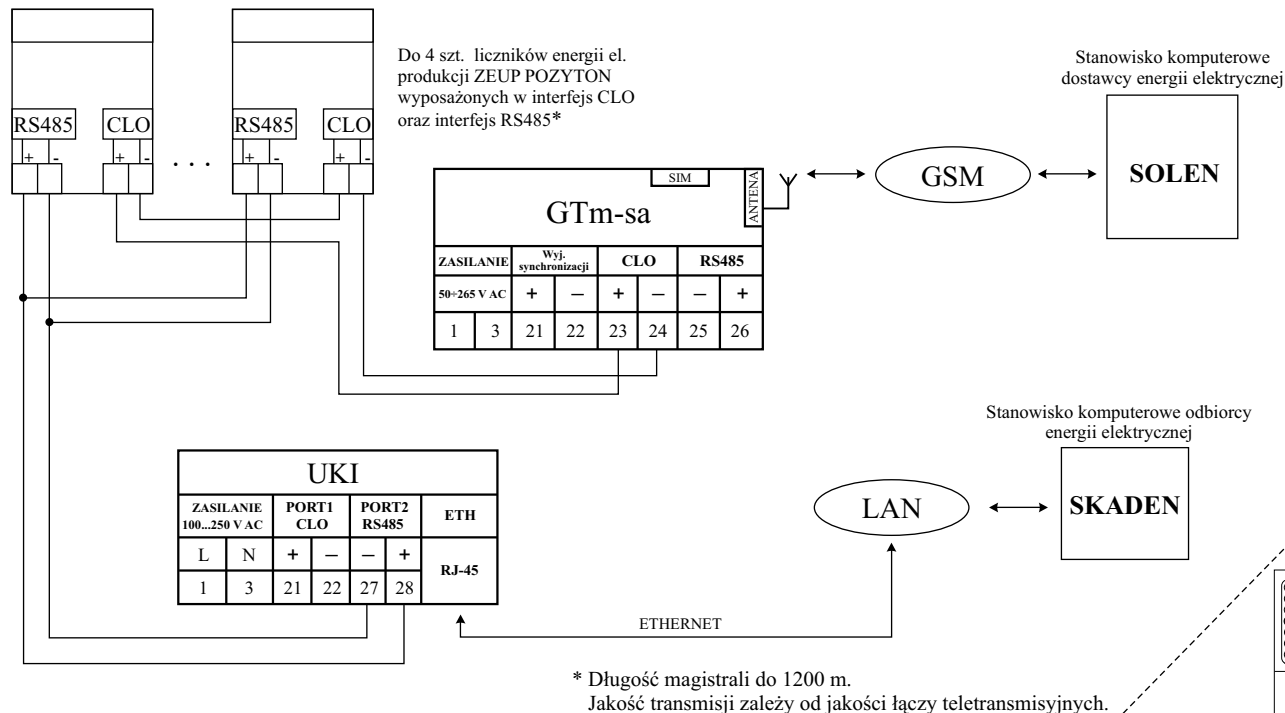 Do 4 szt. liczników energii el.
produkcji ZEUP POZYTON
wyposażonych w interfejs CLO
oraz interfejs RS485*
RS485 CLO RS485 CLO
+ - + - + - + -
. . .
Stanowisko komputerowe
dostawcy energii elektrycznej
SOLEN
GSM
SIM
ANTENA
GTm-sa
ZASILANIE Wyj. synchronizacji CLO RS485
50÷265 V AC + – + – – +
1 3 21 22 23 24 25 26
Stanowisko komputerowe odbiorcy
energii elektrycznej
SKADEN
LAN
UKI
ZASILANIE PORT1 PORT2 ETH
100...250 V AC CLO RS485
L N + – – + RJ-45
1 3 21 22 27 28
ETHERNET
* Długość magistrali do 1200 m.
Jakość transmisji zależy od jakości łączy teletransmisyjnych.